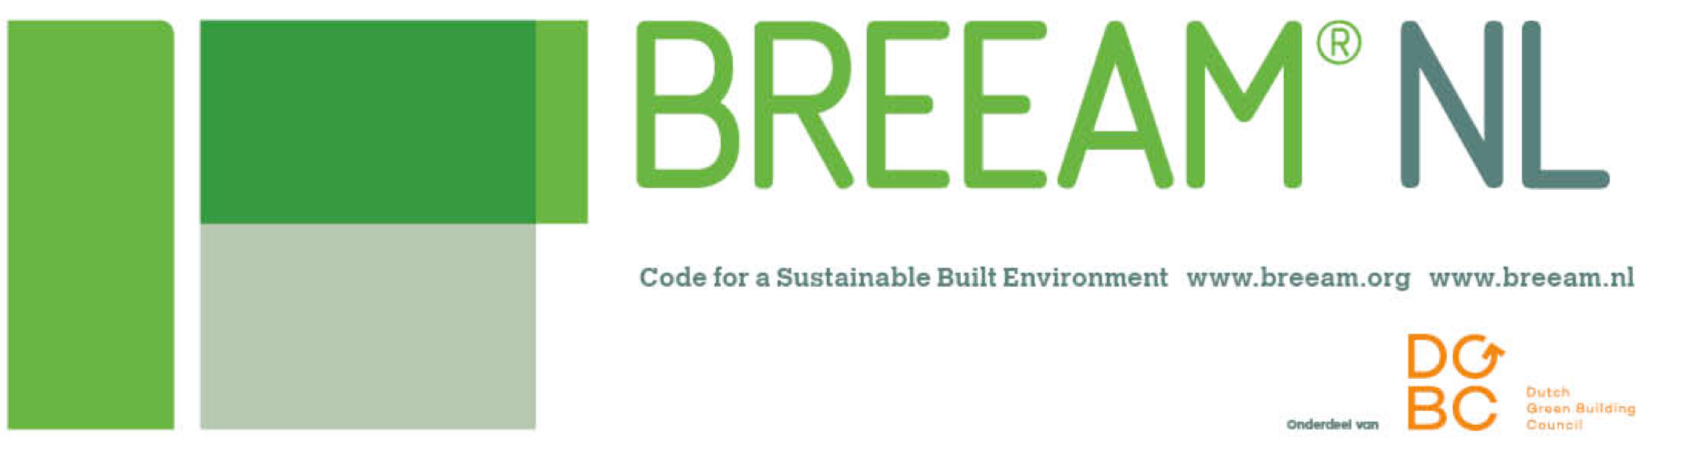 BREEAM® NL
Code for a Sustainable Built Environment www.breeam.org www.breeam.nl
Onderdeel van
DG
BC
Dutch
Green Building
Council